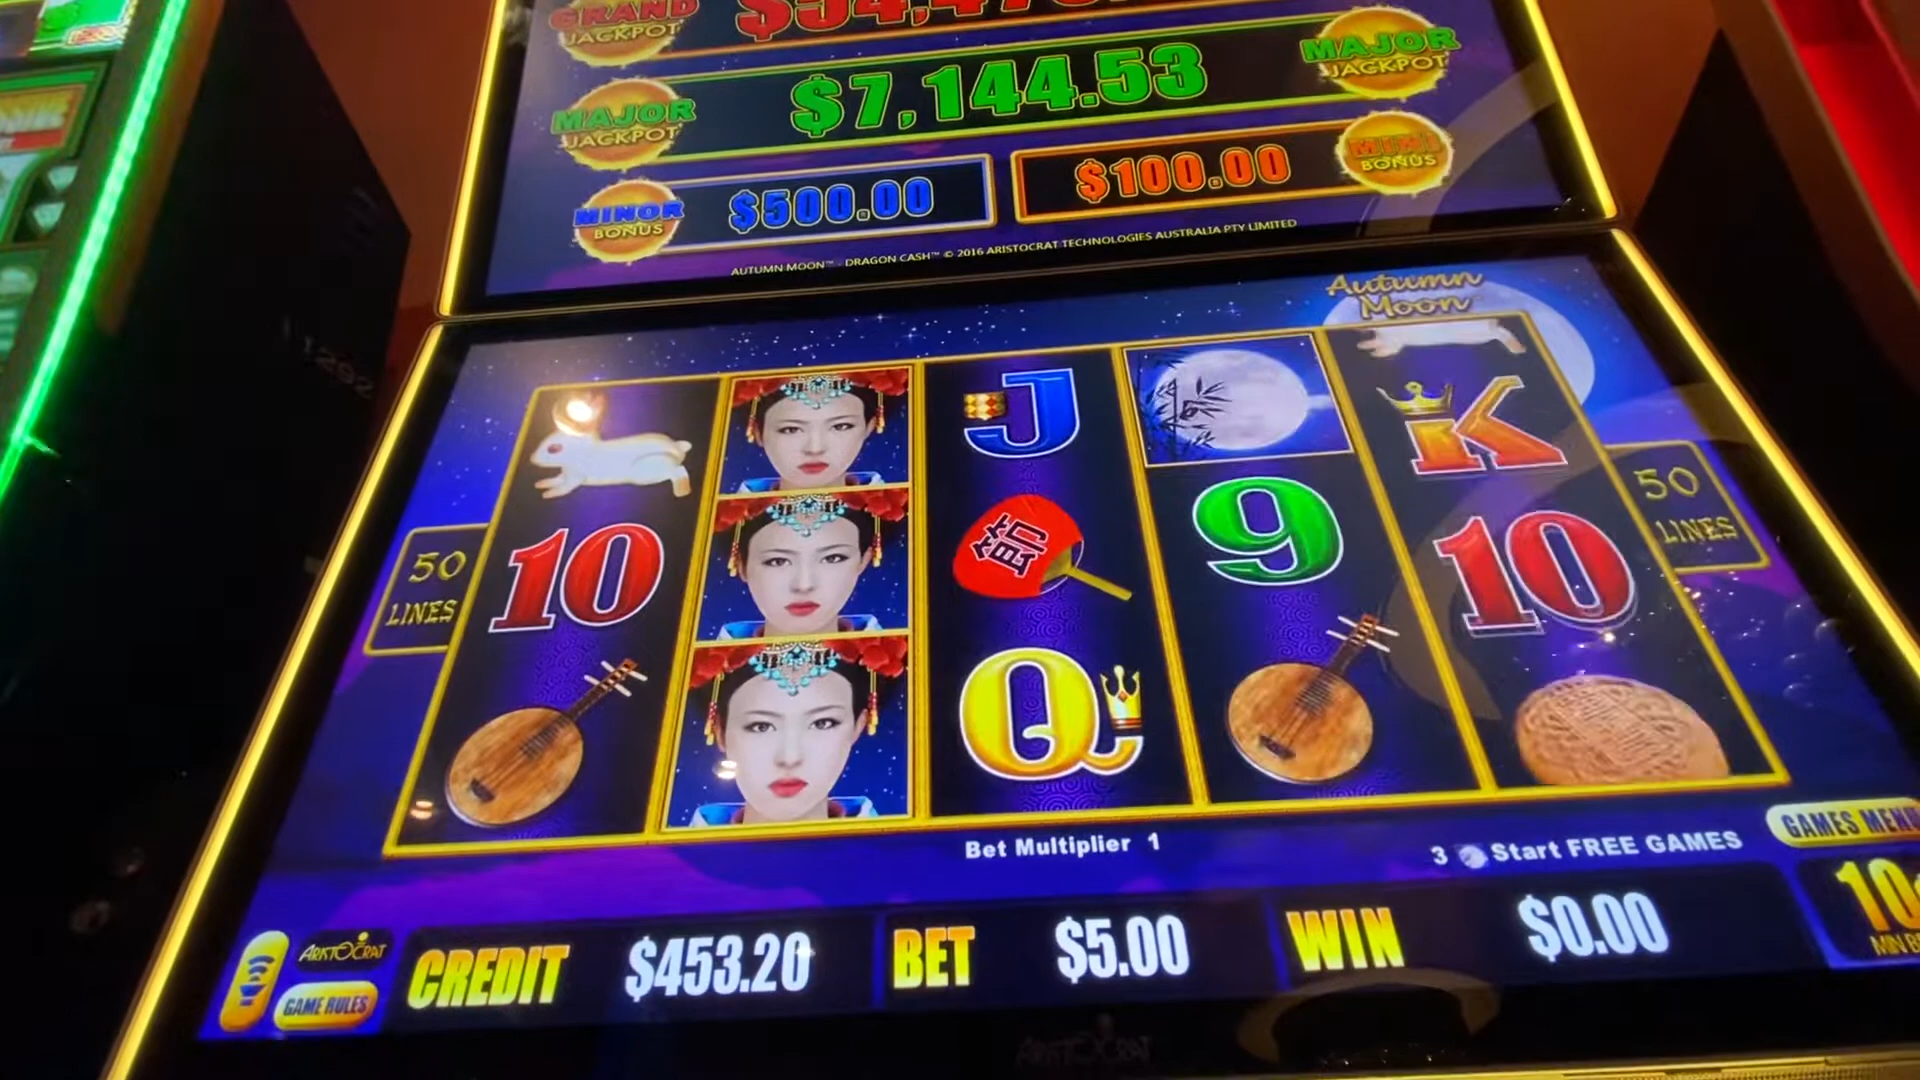 GRAND
JACKPOT
MAJOR
JACKPOT
$7,144.53
MAJOR
JACKPOT
MINOR
BONUS
$500.00
$100.00
MINI
BONUS
AUTUMN MOON™ - DRAGON CASH™ © 2016 ARISTOCRAT TECHNOLOGIES AUSTRALIA PTY LIMITED
Autumn
Moon
J
K
50
LINES
10
9
10
50
LINES
Q
Bet Multiplier 1
3 Start FREE GAMES
GAMES MENU
ARISTOCRAT
GAME RULES
CREDIT $453.20
BET $5.00
WIN $0.00
10¢
MIN B